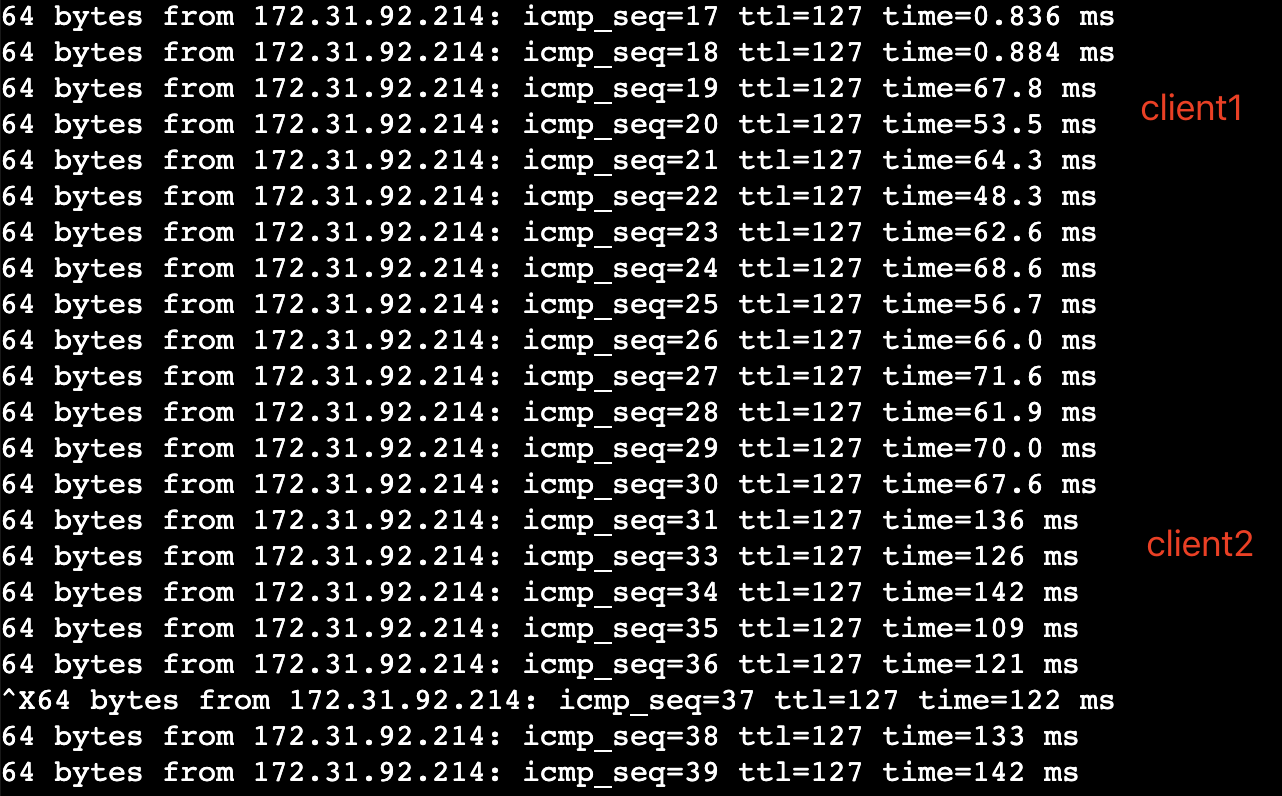 64 bytes from 172.31.92.214: icmp_seq=17 ttl=127 time=0.836 ms
64 bytes from 172.31.92.214: icmp_seq=18 ttl=127 time=0.884 ms
64 bytes from 172.31.92.214: icmp_seq=19 ttl=127 time=67.8 ms
client1
64 bytes from 172.31.92.214: icmp_seq=20 ttl=127 time=53.5 ms
64 bytes from 172.31.92.214: icmp_seq=21 ttl=127 time=64.3 ms
64 bytes from 172.31.92.214: icmp_seq=22 ttl=127 time=48.3 ms
64 bytes from 172.31.92.214: icmp_seq=23 ttl=127 time=62.6 ms
64 bytes from 172.31.92.214: icmp_seq=24 ttl=127 time=68.6 ms
64 bytes from 172.31.92.214: icmp_seq=25 ttl=127 time=56.7 ms
64 bytes from 172.31.92.214: icmp_seq=26 ttl=127 time=66.0 ms
64 bytes from 172.31.92.214: icmp_seq=27 ttl=127 time=71.6 ms
64 bytes from 172.31.92.214: icmp_seq=28 ttl=127 time=61.9 ms
64 bytes from 172.31.92.214: icmp_seq=29 ttl=127 time=70.0 ms
64 bytes from 172.31.92.214: icmp_seq=30 ttl=127 time=67.6 ms
64 bytes from 172.31.92.214: icmp_seq=31 ttl=127 time=136 ms
client2
64 bytes from 172.31.92.214: icmp_seq=33 ttl=127 time=126 ms
64 bytes from 172.31.92.214: icmp_seq=34 ttl=127 time=142 ms
64 bytes from 172.31.92.214: icmp_seq=35 ttl=127 time=109 ms
64 bytes from 172.31.92.214: icmp_seq=36 ttl=127 time=121 ms
^X64 bytes from 172.31.92.214: icmp_seq=37 ttl=127 time=122 ms
64 bytes from 172.31.92.214: icmp_seq=38 ttl=127 time=133 ms
64 bytes from 172.31.92.214: icmp_seq=39 ttl=127 time=142 ms